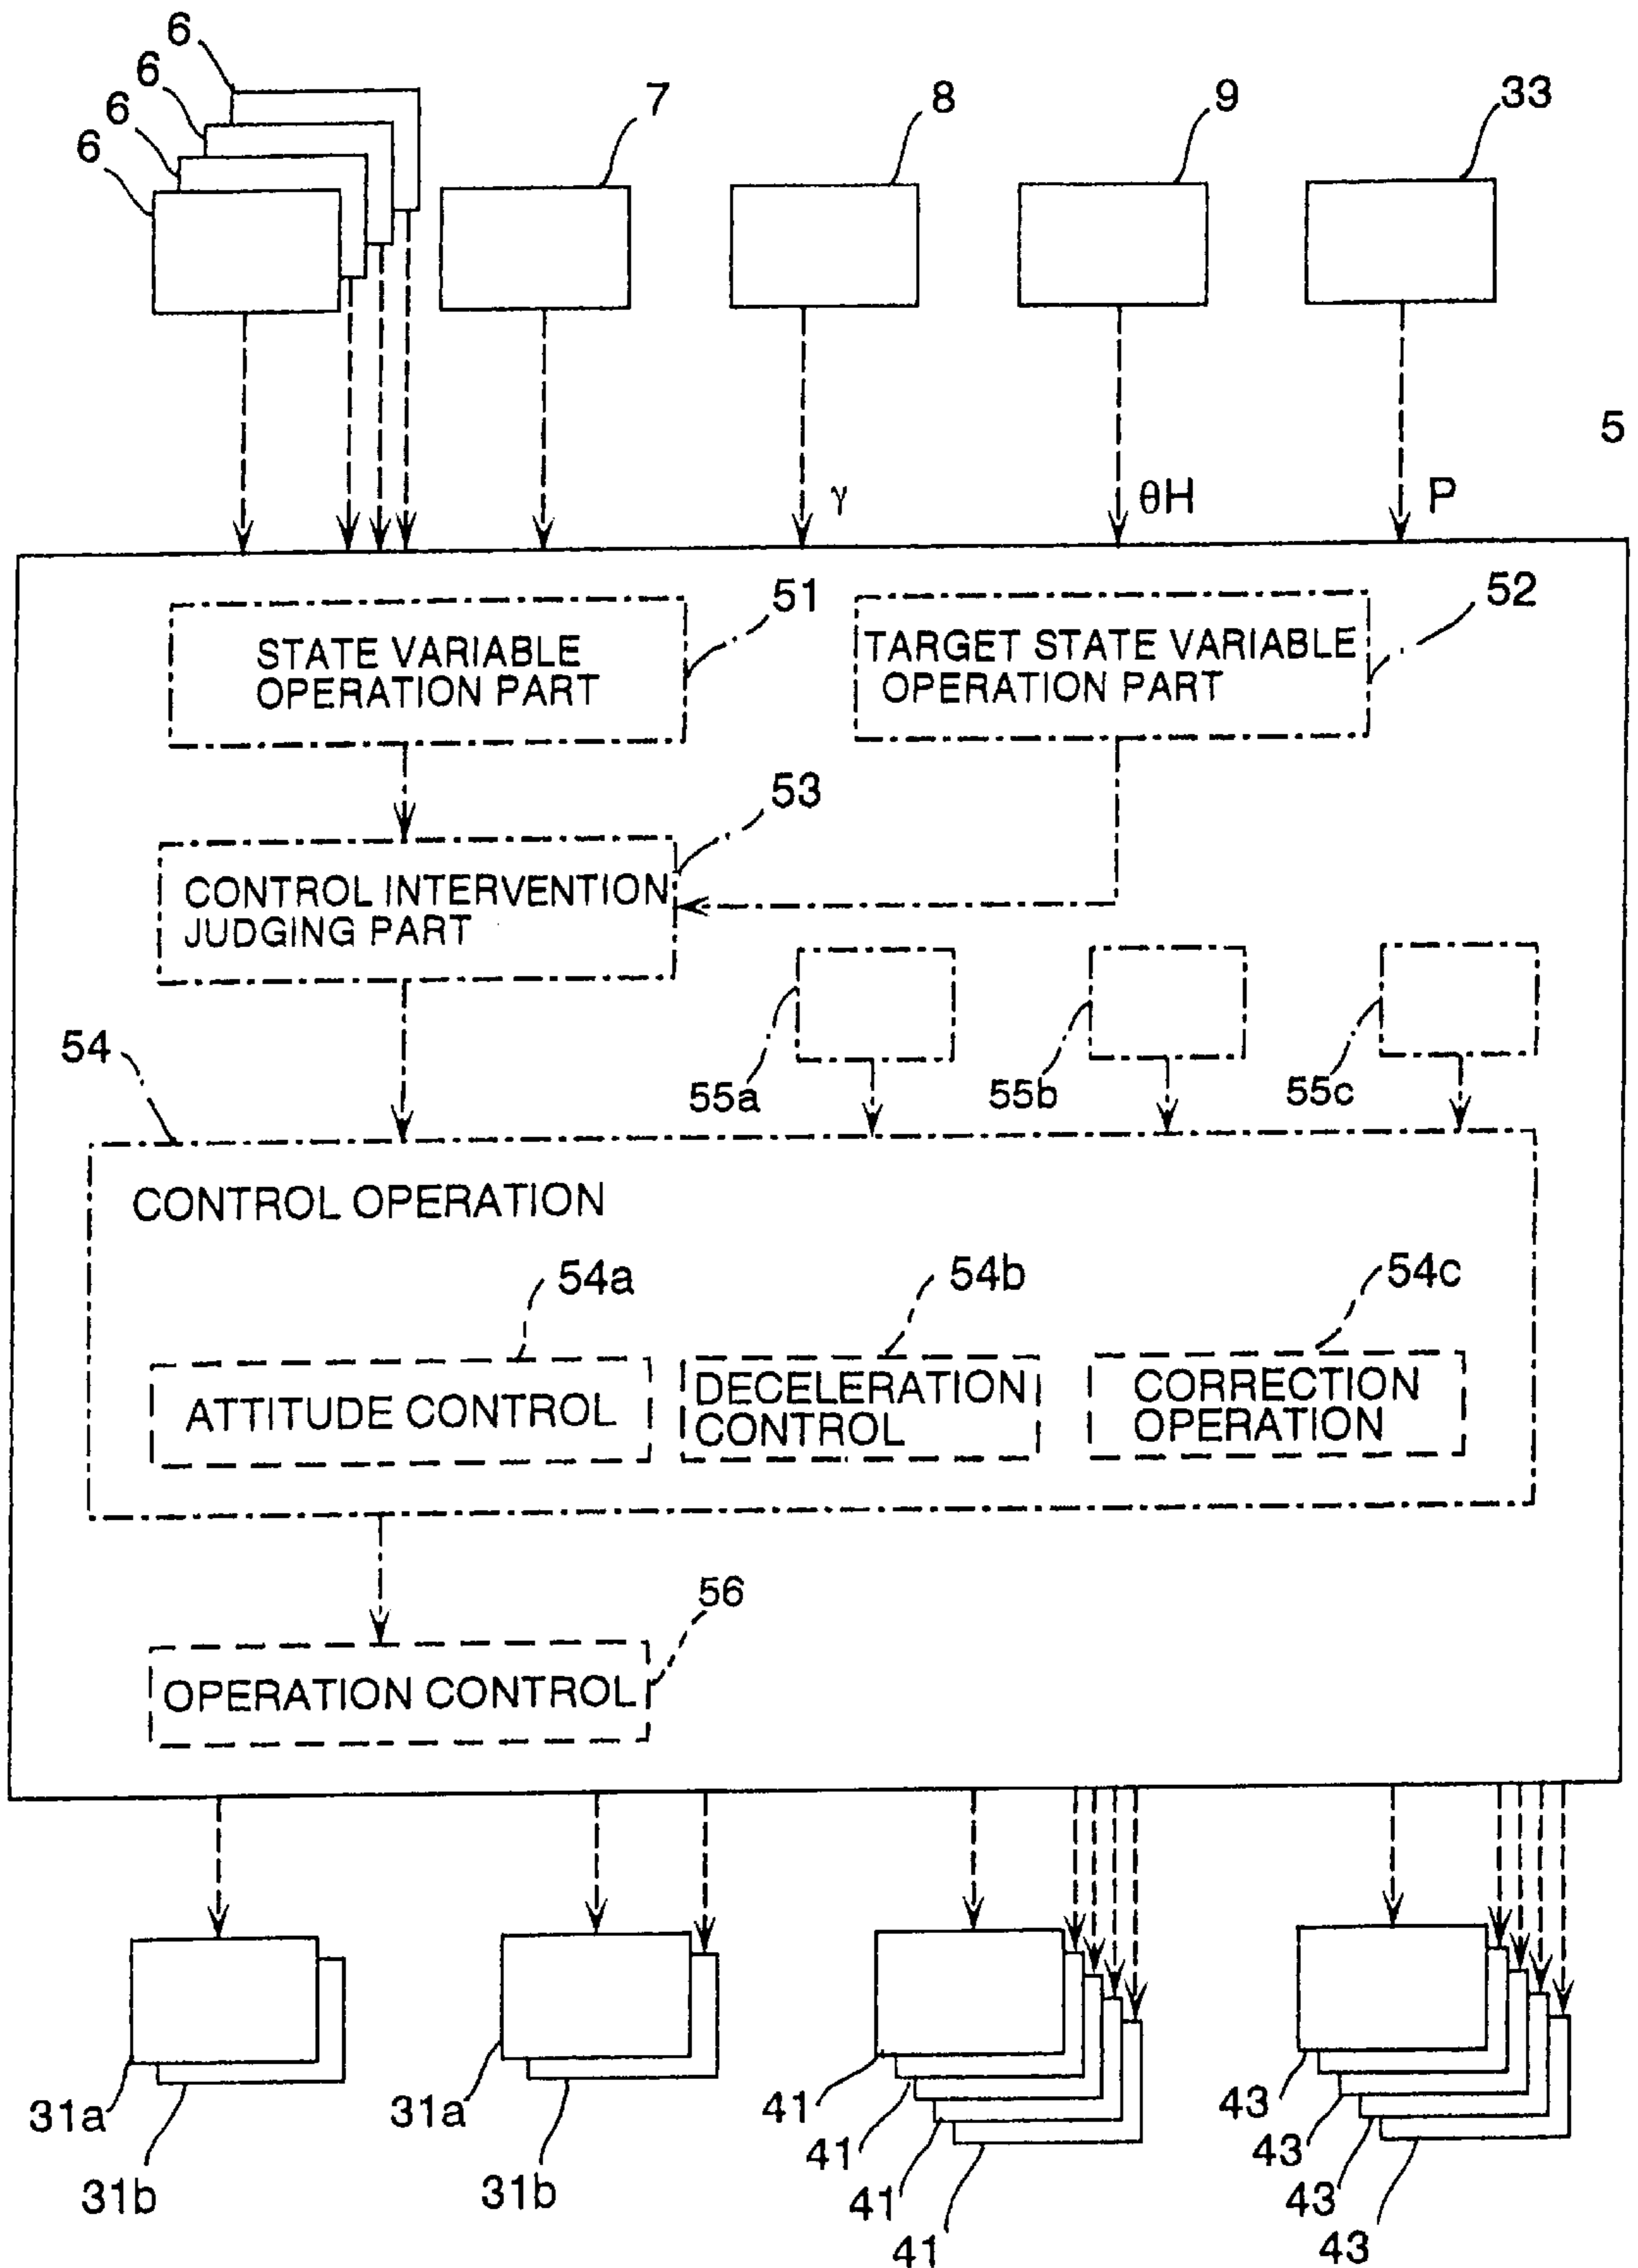 6
6
6
6
7
8
9
33
5
γ
θH
P
51
52
STATE VARIABLE
OPERATION PART
TARGET STATE VARIABLE
OPERATION PART
53
CONTROL INTERVENTION
JUDGING PART
54
55a
55b
55c
CONTROL OPERATION
54a
54b
54c
ATTITUDE CONTROL
DECELERATION
CONTROL
CORRECTION
OPERATION
56
OPERATION CONTROL
31a
31b
31a
31b
41
41
41
41
43
43
43
43